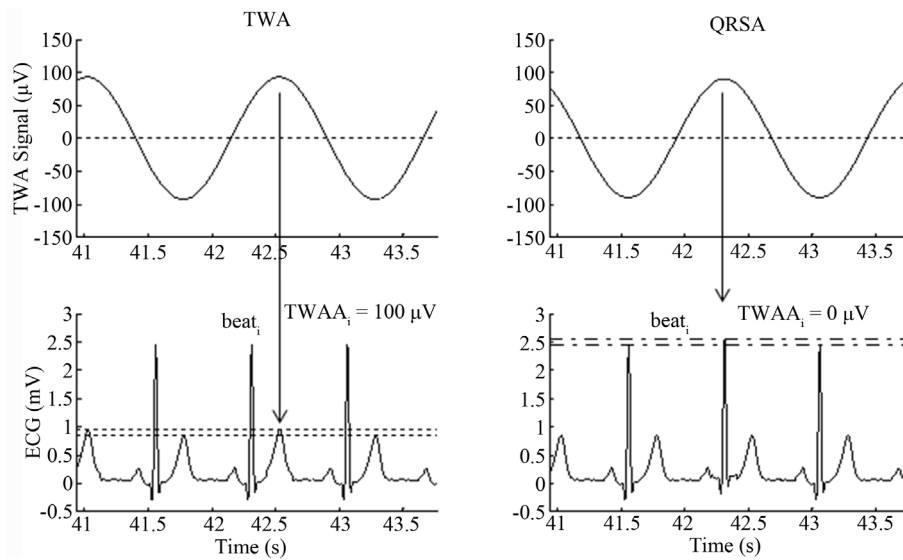 TWA
QRSA
TWA Signal (μV)
150
100
50
0
-50
-100
-150
41 41.5 42 42.5 43 43.5
150
100
50
0
-50
-100
-150
41 41.5 42 42.5 43 43.5
beatᵢ
TWAAᵢ = 100 μV
beatᵢ
TWAAᵢ = 0 μV
ECG (mV)
3
2.5
2
1.5
1
0.5
0
-0.5
41 41.5 42 42.5 43 43.5
Time (s)
3
2.5
2
1.5
1
0.5
0
-0.5
41 41.5 42 42.5 43 43.5
Time (s)